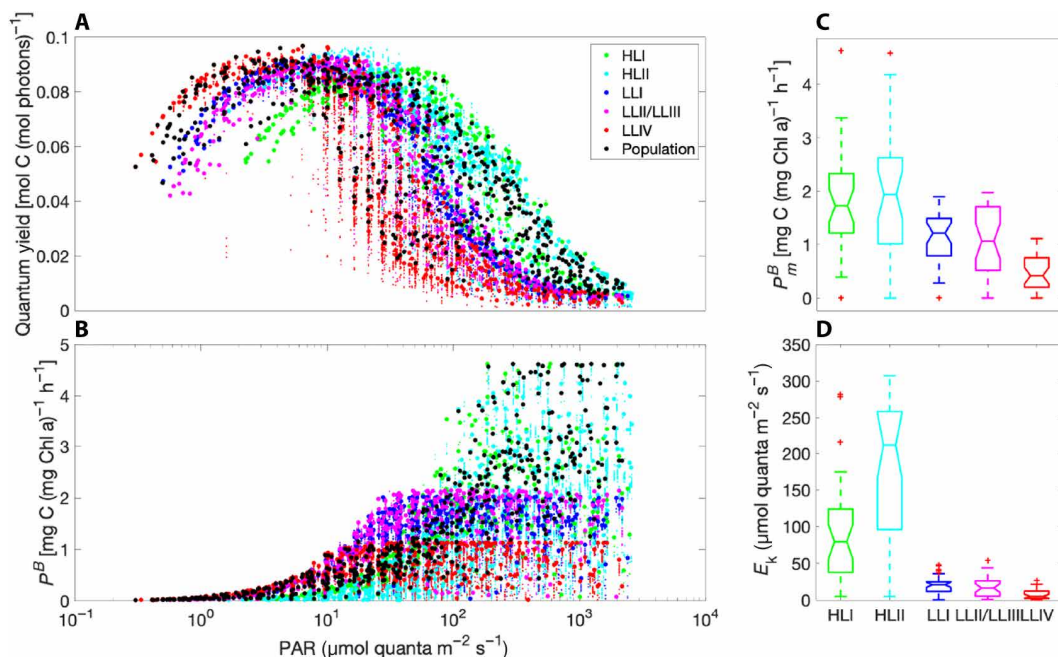 A
Quantum yield [mol C (mol photons)⁻¹]
0.1
0.08
0.06
0.04
0.02
0
HLI
HLII
LLI
LLII/LLIII
LLIV
Population
B
Pᴮ [mg C (mg Chl a)⁻¹ h⁻¹]
5
4
3
2
1
0
10⁻¹ 10⁰ 10¹ 10² 10³ 10⁴
PAR (μmol quanta m⁻² s⁻¹)
C
Pᴮₘ [mg C (mg Chl a)⁻¹ h⁻¹]
4
3
2
1
0
D
Eₖ (μmol quanta m⁻² s⁻¹)
350
300
250
200
150
100
50
0
HLI HLII LLI LLII/LLIII LLIV